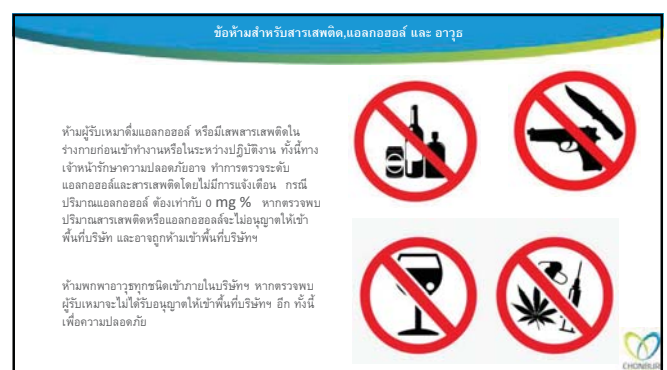 ข้อห้ามสำหรับสารเสพติด,แอลกอฮอล์ และ อาวุธ
ห้ามผู้รับเหมาดื่มแอลกอฮอล์ หรือมีเสพสารเสพติดใน
ร่างกายก่อนเข้าทำงานหรือในระหว่างปฏิบัติงาน ทั้งนี้ทาง
เจ้าหน้ารักษาความปลอดภัยอาจ ทำการตรวจระดับ
แอลกอฮอล์และสารเสพติดโดยไม่มีการแจ้งเตือน กรณี
ปริมาณแอลกอฮอล์ ต้องเท่ากับ 0 mg % หากตรวจพบ
ปริมาณสารเสพติดหรือแอลกอฮอลล์จะไม่อนุญาตให้เข้า
พื้นที่บริษัท และอาจถูกห้ามเข้าพื้นที่บริษัทฯ
ห้ามพกพาอาวุธทุกชนิดเข้าภายในบริษัทฯ หากตรวจพบ
ผู้รับเหมาจะไม่ได้รับอนุญาตให้เข้าพื้นที่บริษัทฯ อีก ทั้งนี้
เพื่อความปลอดภัย
CHONBURI